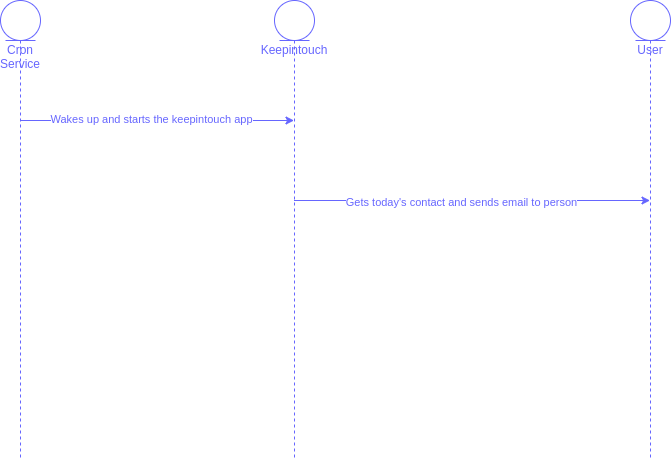 Cron
Service
Keepintouch
User
Wakes up and starts the keepintouch app
Gets today's contact and sends email to person